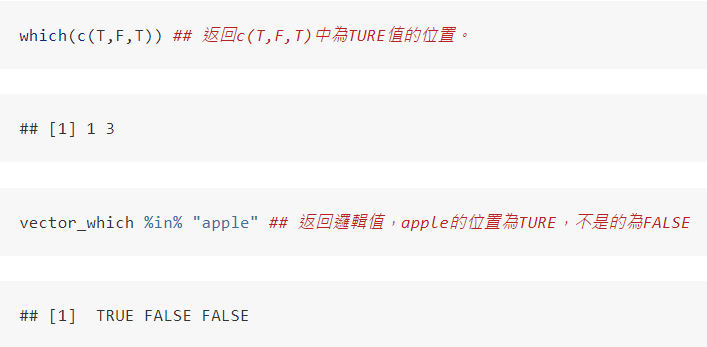 which(c(T,F,T)) ## 返回c(T,F,T)中為TURE值的位置。
## [1] 1 3
vector_which %in% "apple" ## 返回邏輯值，apple的位置為TURE，不是的為FALSE
## [1]  TRUE FALSE FALSE